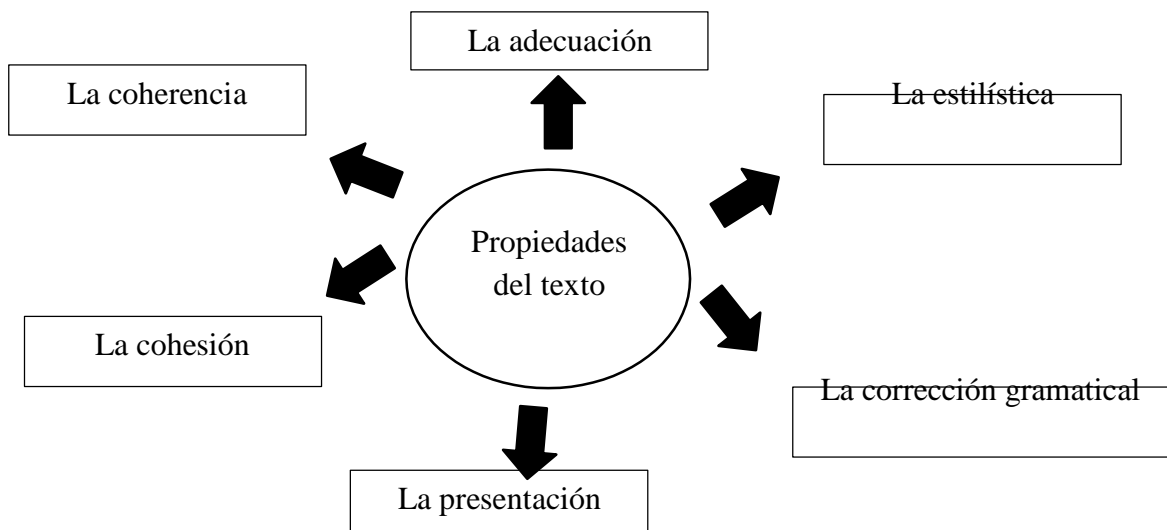 La adecuación
La coherencia
La estilística
Propiedades
del texto
La cohesión
La corrección gramatical
La presentación